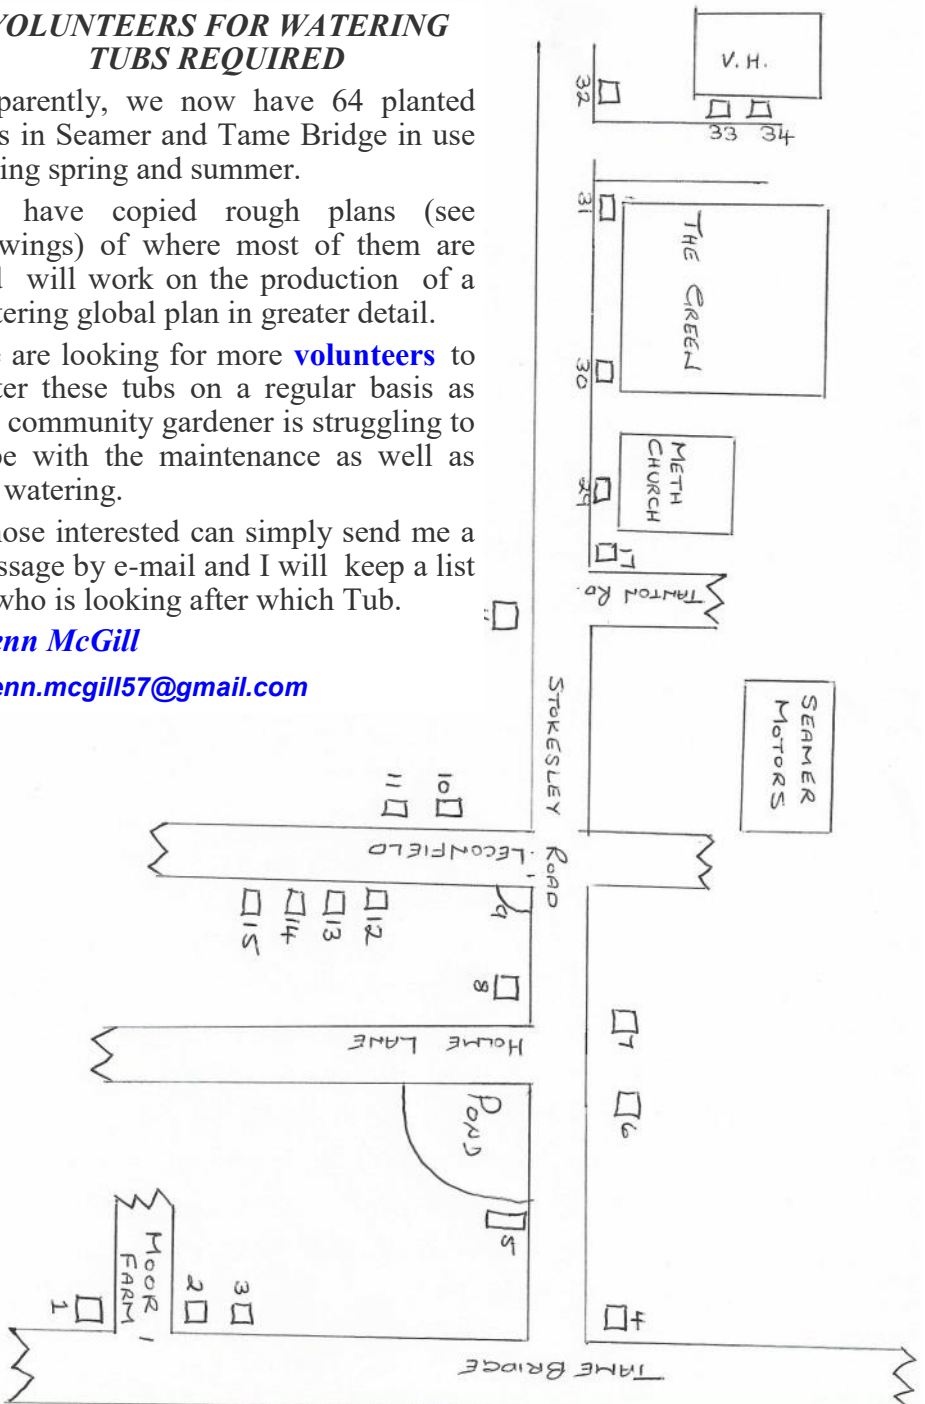 VOLUNTEERS FOR WATERING
TUBS REQUIRED
parently, we now have 64 planted
s in Seamer and Tame Bridge in use
ing spring and summer.
have copied rough plans (see
wings) of where most of them are
d will work on the production of a
tering global plan in greater detail.
e are looking for more volunteers to
ter these tubs on a regular basis as
community gardener is struggling to
pe with the maintenance as well as
watering.
hose interested can simply send me a
ssage by e-mail and I will keep a list
who is looking after which Tub.
enn McGill
enn.mcgill57@gmail.com
V.H.
32
33 34
31
THE GREEN
30
METH
CHURCH
29
17
TANTON RD.
STOKESLEY ROAD
SEAMER
MOTORS
11 10
LECONFIELD
15 14 13 12
9
8
7
HOLME LANE
6
POND
5
MOOR
FARM
1
2
3
4
TAME BRIDGE